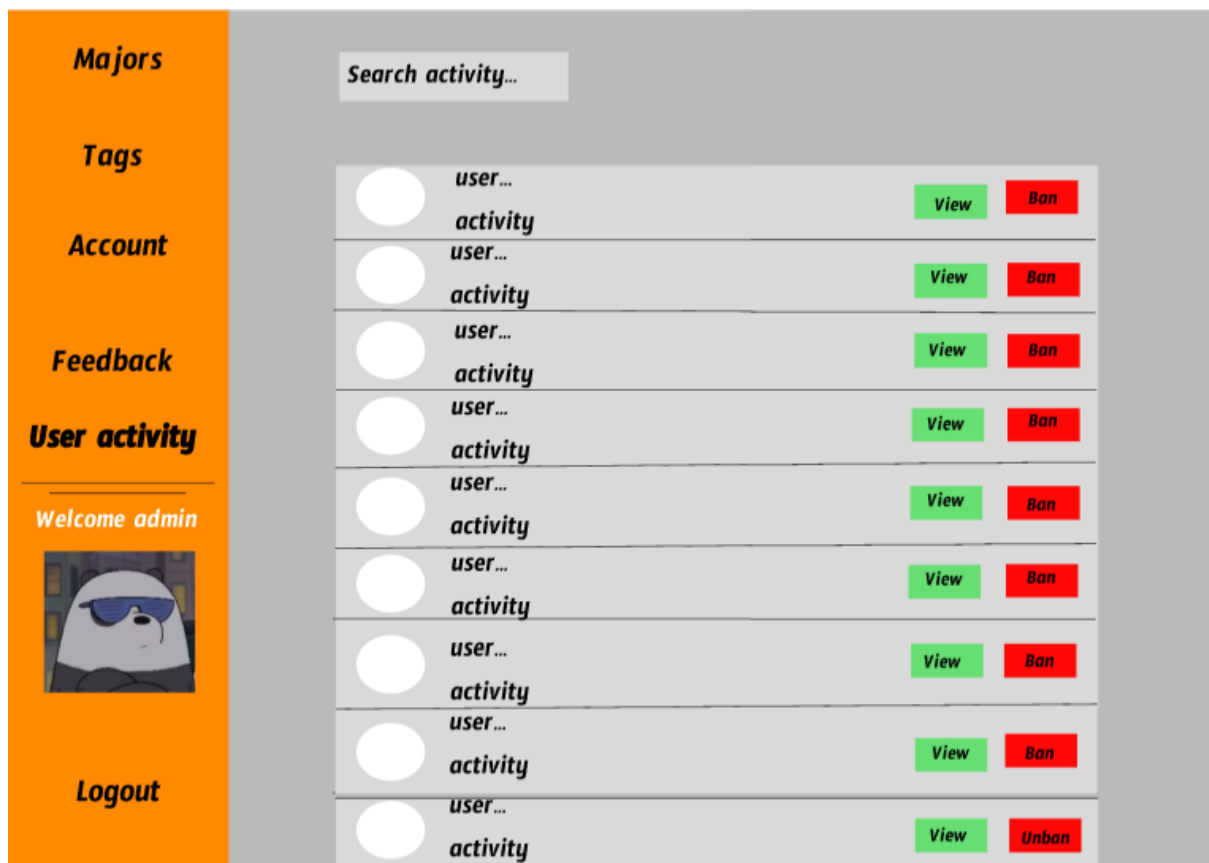 Majors
Tags
Account
Feedback
User activity
Welcome admin
Logout
Search activity...
user...
activity
View
Ban
user...
activity
View
Ban
user...
activity
View
Ban
user...
activity
View
Ban
user...
activity
View
Ban
user...
activity
View
Ban
user...
activity
View
Ban
user...
activity
View
Ban
user...
activity
View
Unban